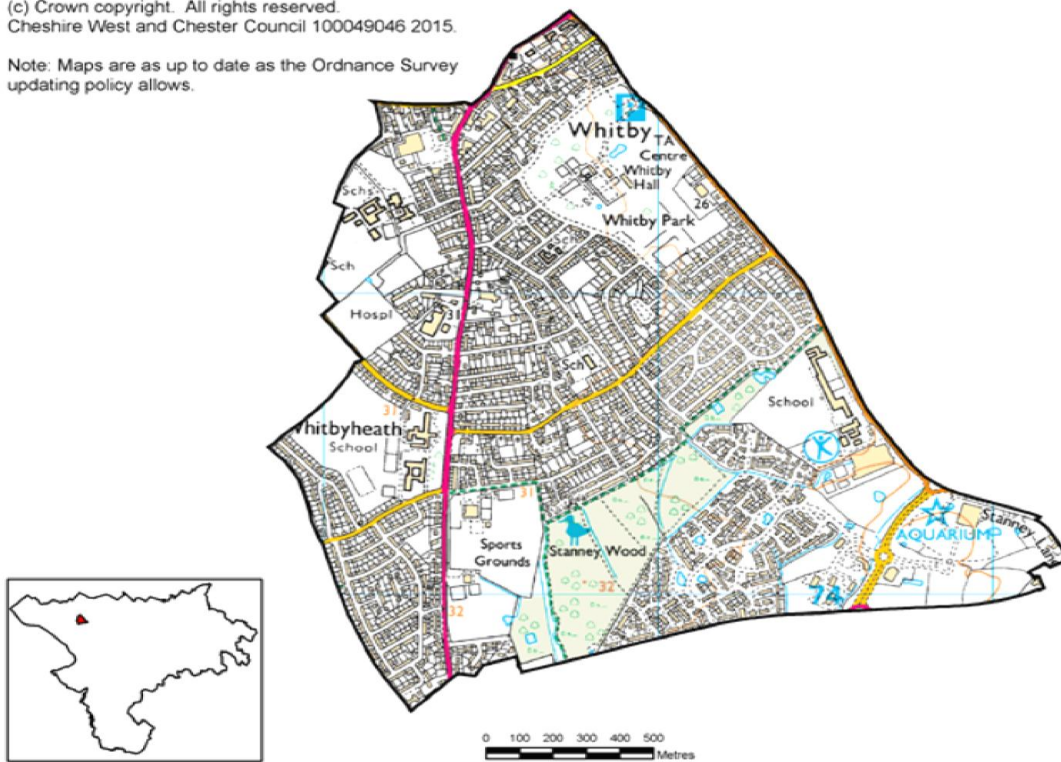 (c) Crown copyright. All rights reserved.
Cheshire West and Chester Council 100049046 2015.
Note: Maps are as up to date as the Ordnance Survey
updating policy allows.
Whitby
TA
Centre
Whitby
Hall
26
Whitby Park
Schs
Sch
Sch
Hospl
31
Sch
School
31
Whitbyheath
School
31
Sports
Grounds
Stanney Wood
AQUARIUM
Stanney
32
32
0 100 200 300 400 500
Metres